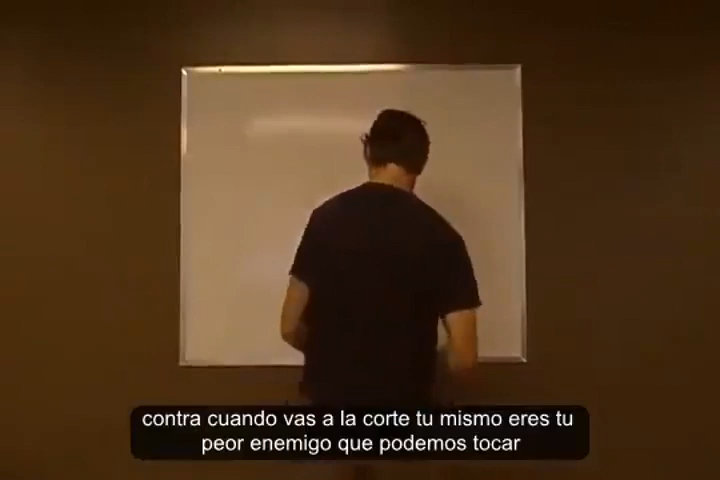 contra cuando vas a la corte tu mismo eres tu
peor enemigo que podemos tocar